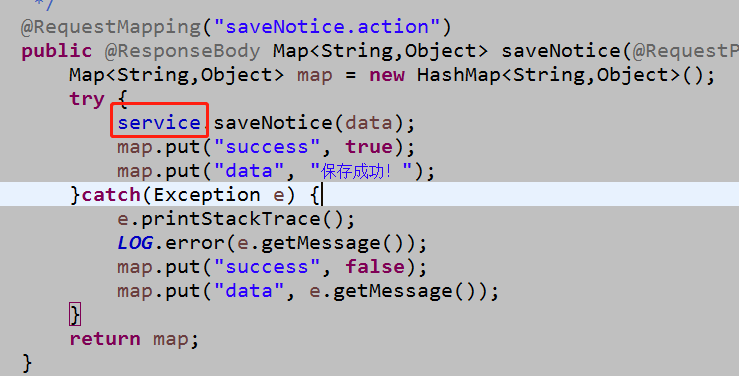 */
@RequestMapping("saveNotice.action")
public @ResponseBody Map<String,Object> saveNotice(@RequestP
Map<String,Object> map = new HashMap<String,Object>();
try {
service.saveNotice(data);
map.put("success", true);
map.put("data", "保存成功！");
}catch(Exception e) {
e.printStackTrace();
LOG.error(e.getMessage());
map.put("success", false);
map.put("data", e.getMessage());
}
return map;
}